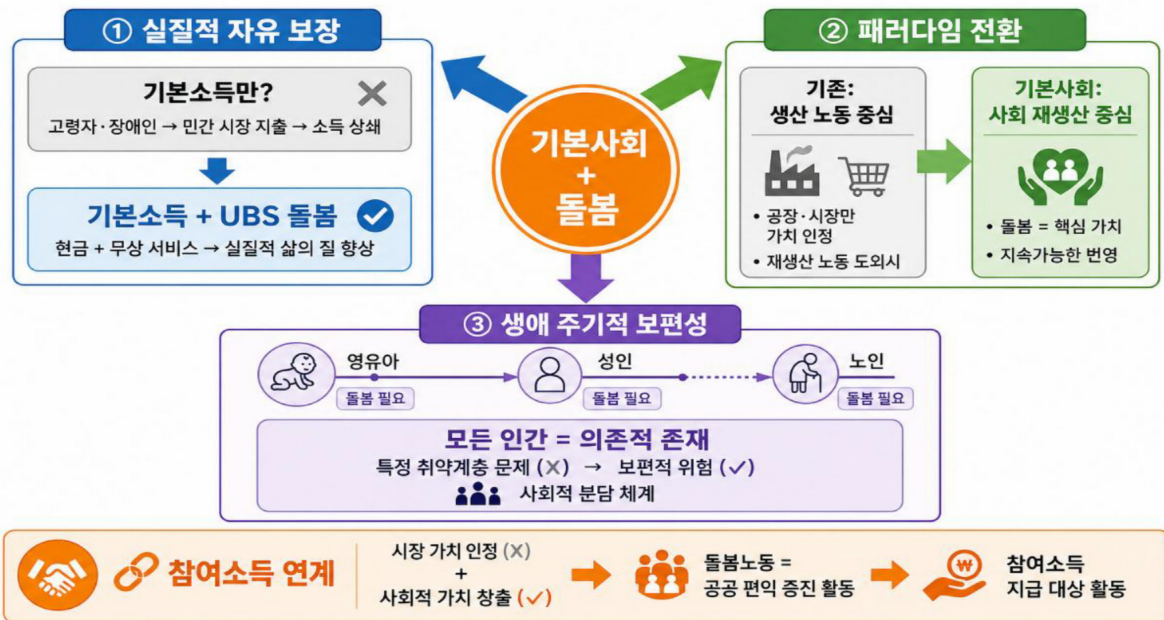 ① 실질적 자유 보장
기본소득만?
고령자·장애인 → 민간 시장 지출 → 소득 상쇄
기본소득 + UBS 돌봄
현금 + 무상 서비스 → 실질적 삶의 질 향상
기본사회
+
돌봄
② 패러다임 전환
기존:
생산 노동 중심
• 공장·시장만
가치 인정
• 재생산 노동 도외시
기본사회:
사회 재생산 중심
• 돌봄 = 핵심 가치
• 지속가능한 번영
③ 생애 주기적 보편성
영유아
돌봄 필요
성인
돌봄 필요
노인
돌봄 필요
모든 인간 = 의존적 존재
특정 취약계층 문제 (X) → 보편적 위험 (✓)
사회적 분담 체계
참여소득 연계
시장 가치 인정 (X)
+
사회적 가치 창출 (✓)
돌봄노동 =
공공 편익 증진 활동
₩
참여소득
지급 대상 활동